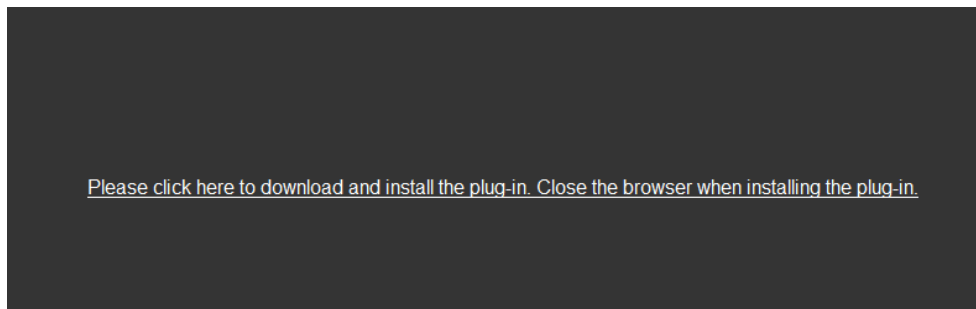 Please click here to download and install the plug-in. Close the browser when installing the plug-in.